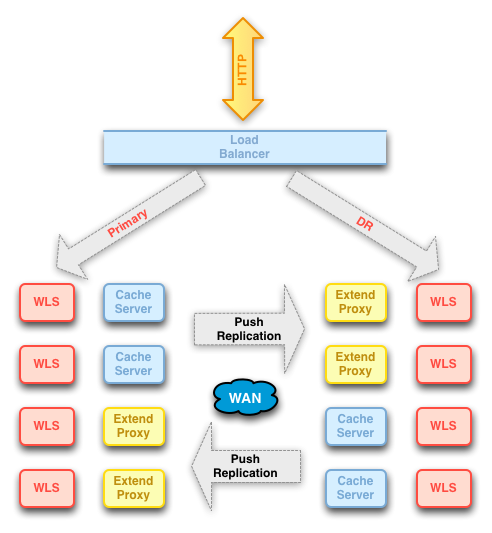 HTTP
Load
Balancer
Primary
DR
WLS
Cache
Server
Push
Replication
Extend
Proxy
WLS
WLS
Cache
Server
Extend
Proxy
WLS
WAN
WLS
Extend
Proxy
Cache
Server
WLS
WLS
Extend
Proxy
Push
Replication
Cache
Server
WLS